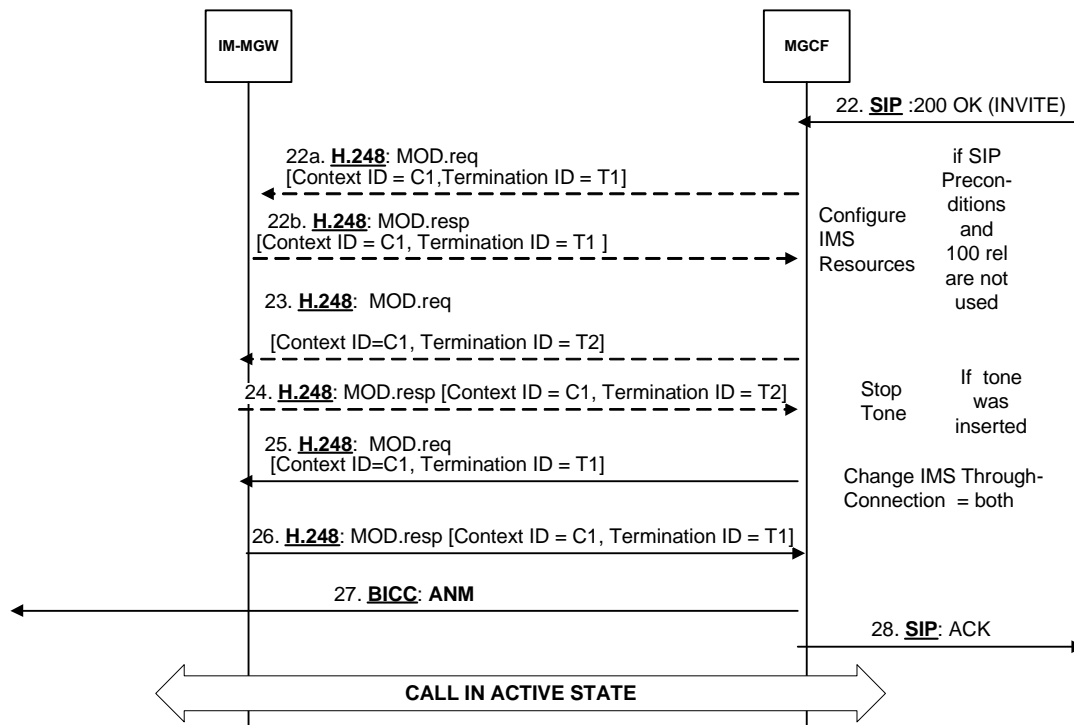 IM-MGW
MGCF
22. SIP :200 OK (INVITE)
22a. H.248: MOD.req
[Context ID = C1,Termination ID = T1]
22b. H.248: MOD.resp
[Context ID = C1, Termination ID = T1 ]
Configure
IMS
Resources
if SIP
Precon-
ditions
and
100 rel
are not
used
23. H.248:  MOD.req
[Context ID=C1, Termination ID = T2]
24. H.248: MOD.resp [Context ID = C1, Termination ID = T2]
Stop
Tone
If  tone
was
inserted
25. H.248:  MOD.req
[Context ID=C1, Termination ID = T1]
Change IMS Through-
Connection  = both
26. H.248: MOD.resp [Context ID = C1, Termination ID = T1]
27. BICC: ANM
28. SIP: ACK
CALL IN ACTIVE STATE